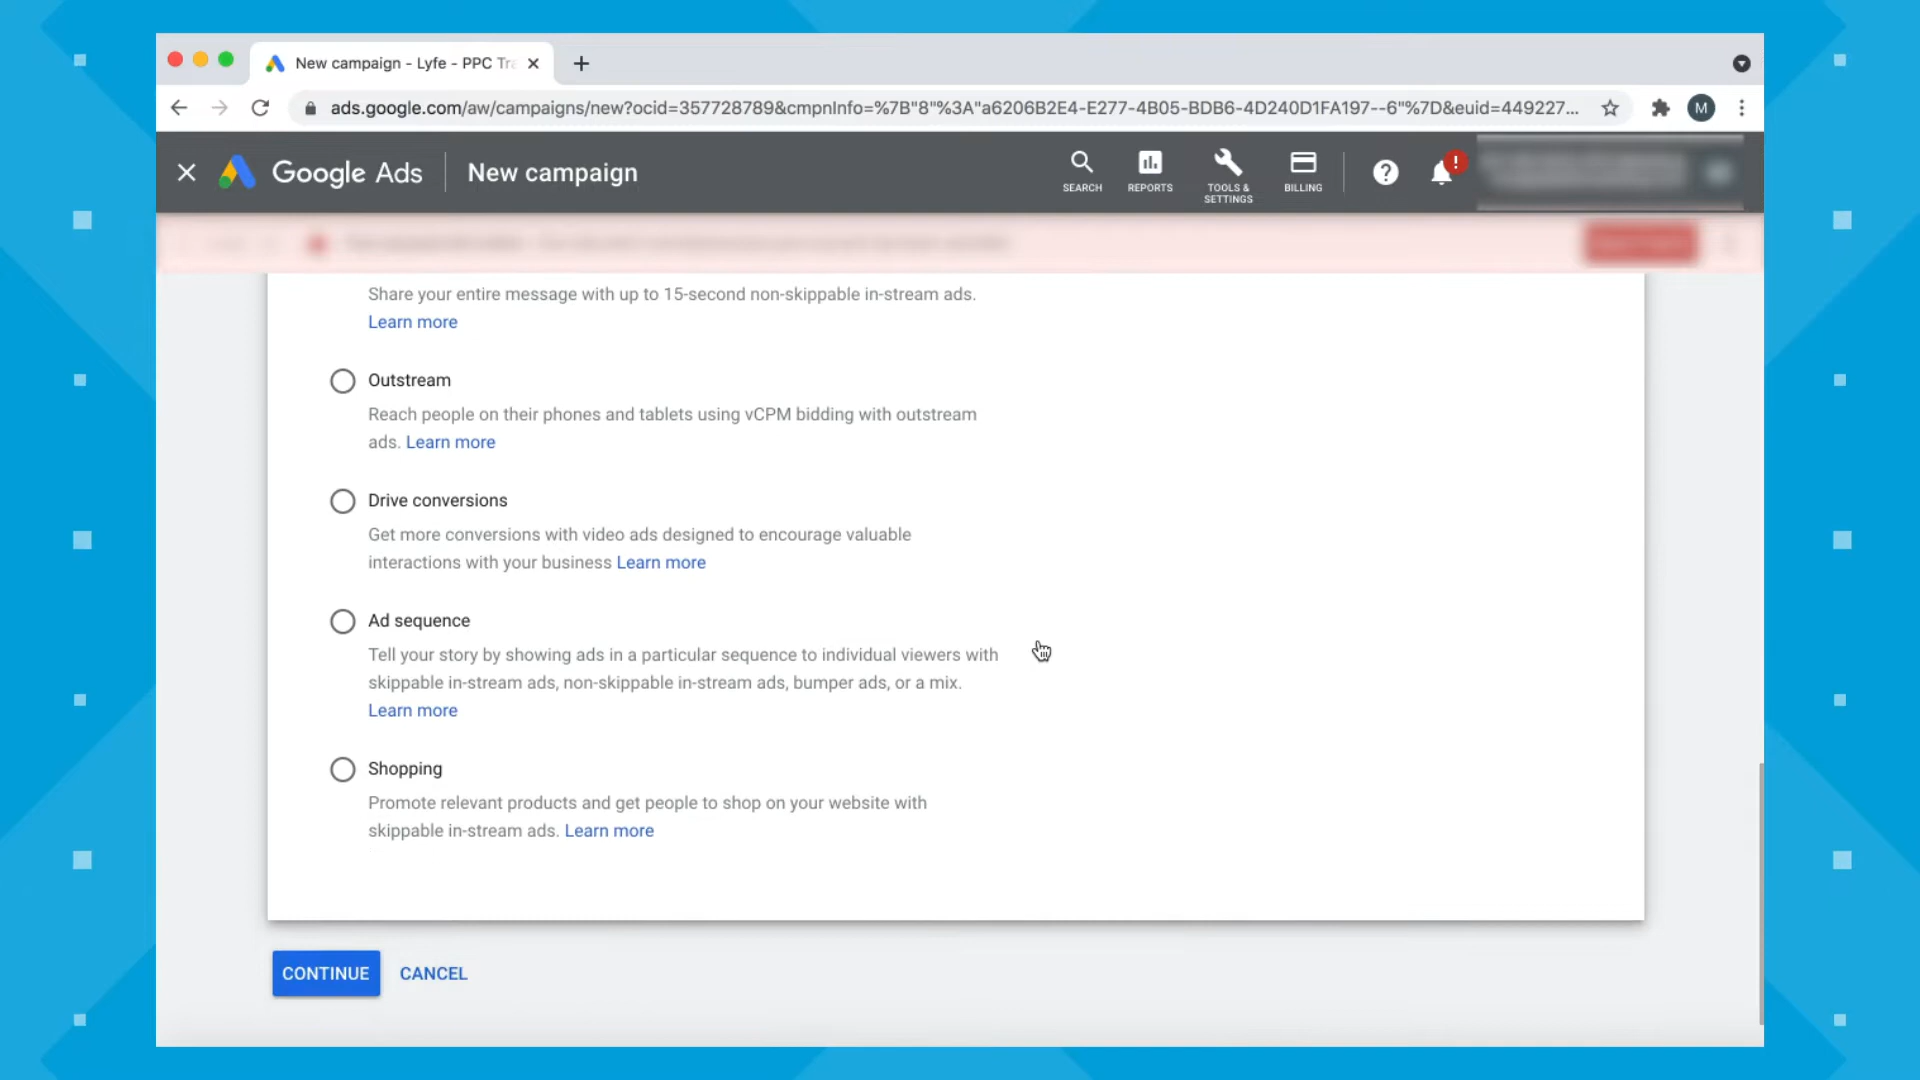 New campaign - Lyfe - PPC Tra
ads.google.com/aw/campaigns/new?ocid=357728789&cmpnInfo=%7B"8"%3A"a6206B2E4-E277-4B05-BDB6-4D240D1FA197--6"%7D&euid=449227...
M
Google Ads
New campaign
SEARCH
REPORTS
TOOLS &
SETTINGS
BILLING
Share your entire message with up to 15-second non-skippable in-stream ads.
Learn more
Outstream
Reach people on their phones and tablets using vCPM bidding with outstream
ads. Learn more
Drive conversions
Get more conversions with video ads designed to encourage valuable
interactions with your business Learn more
Ad sequence
Tell your story by showing ads in a particular sequence to individual viewers with
skippable in-stream ads, non-skippable in-stream ads, bumper ads, or a mix.
Learn more
Shopping
Promote relevant products and get people to shop on your website with
skippable in-stream ads. Learn more
CONTINUE
CANCEL